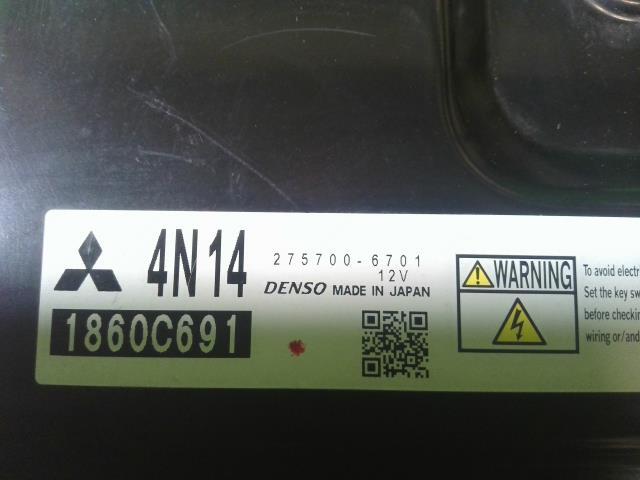 4N14
275700-6701
12V
DENSO MADE IN JAPAN
1860C691
WARNING
To avoid electri
Set the key sw
before checkin
wiring or/and